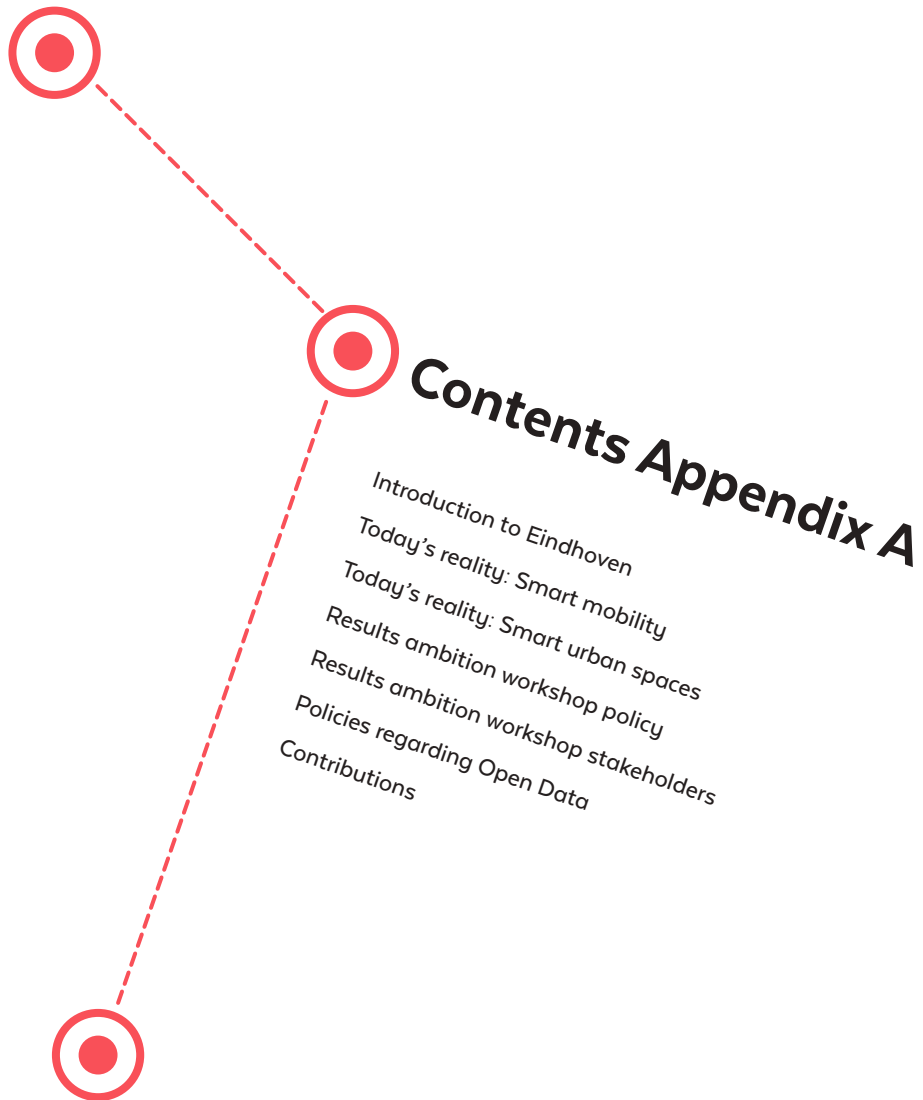 Contents Appendix A
Introduction to Eindhoven
Today's reality: Smart mobility
Today's reality: Smart urban spaces
Results ambition workshop policy
Results ambition workshop stakeholders
Policies regarding Open Data
Contributions